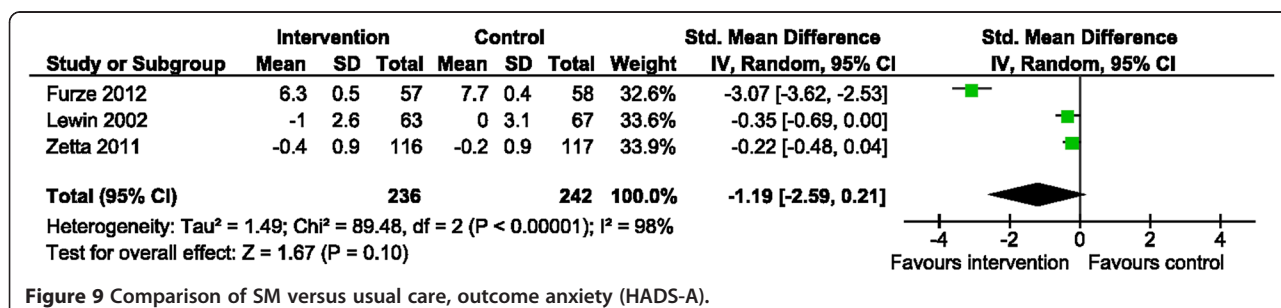 Intervention Control Std. Mean Difference Std. Mean Difference
Study or Subgroup Mean SD Total Mean SD Total Weight IV, Random, 95% CI IV, Random, 95% CI
Furze 2012 6.3 0.5 57 7.7 0.4 58 32.6% -3.07 [-3.62, -2.53]
Lewin 2002 -1 2.6 63 0 3.1 67 33.6% -0.35 [-0.69, 0.00]
Zetta 2011 -0.4 0.9 116 -0.2 0.9 117 33.9% -0.22 [-0.48, 0.04]
Total (95% CI) 236 242 100.0% -1.19 [-2.59, 0.21]
Heterogeneity: Tau² = 1.49; Chi² = 89.48, df = 2 (P < 0.00001); I² = 98%
Test for overall effect: Z = 1.67 (P = 0.10)
-4 -2 0 2 4
Favours intervention Favours control
Figure 9 Comparison of SM versus usual care, outcome anxiety (HADS-A).